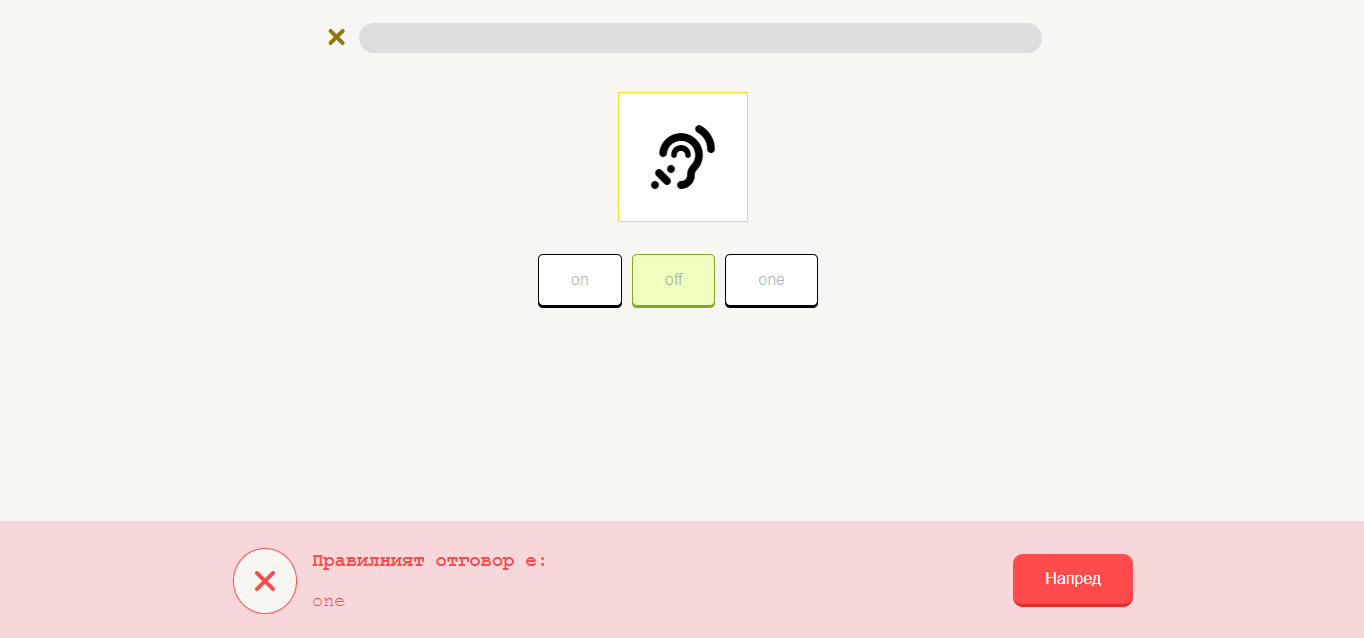 on
off
one
Правилният отговор е:
one
Напред